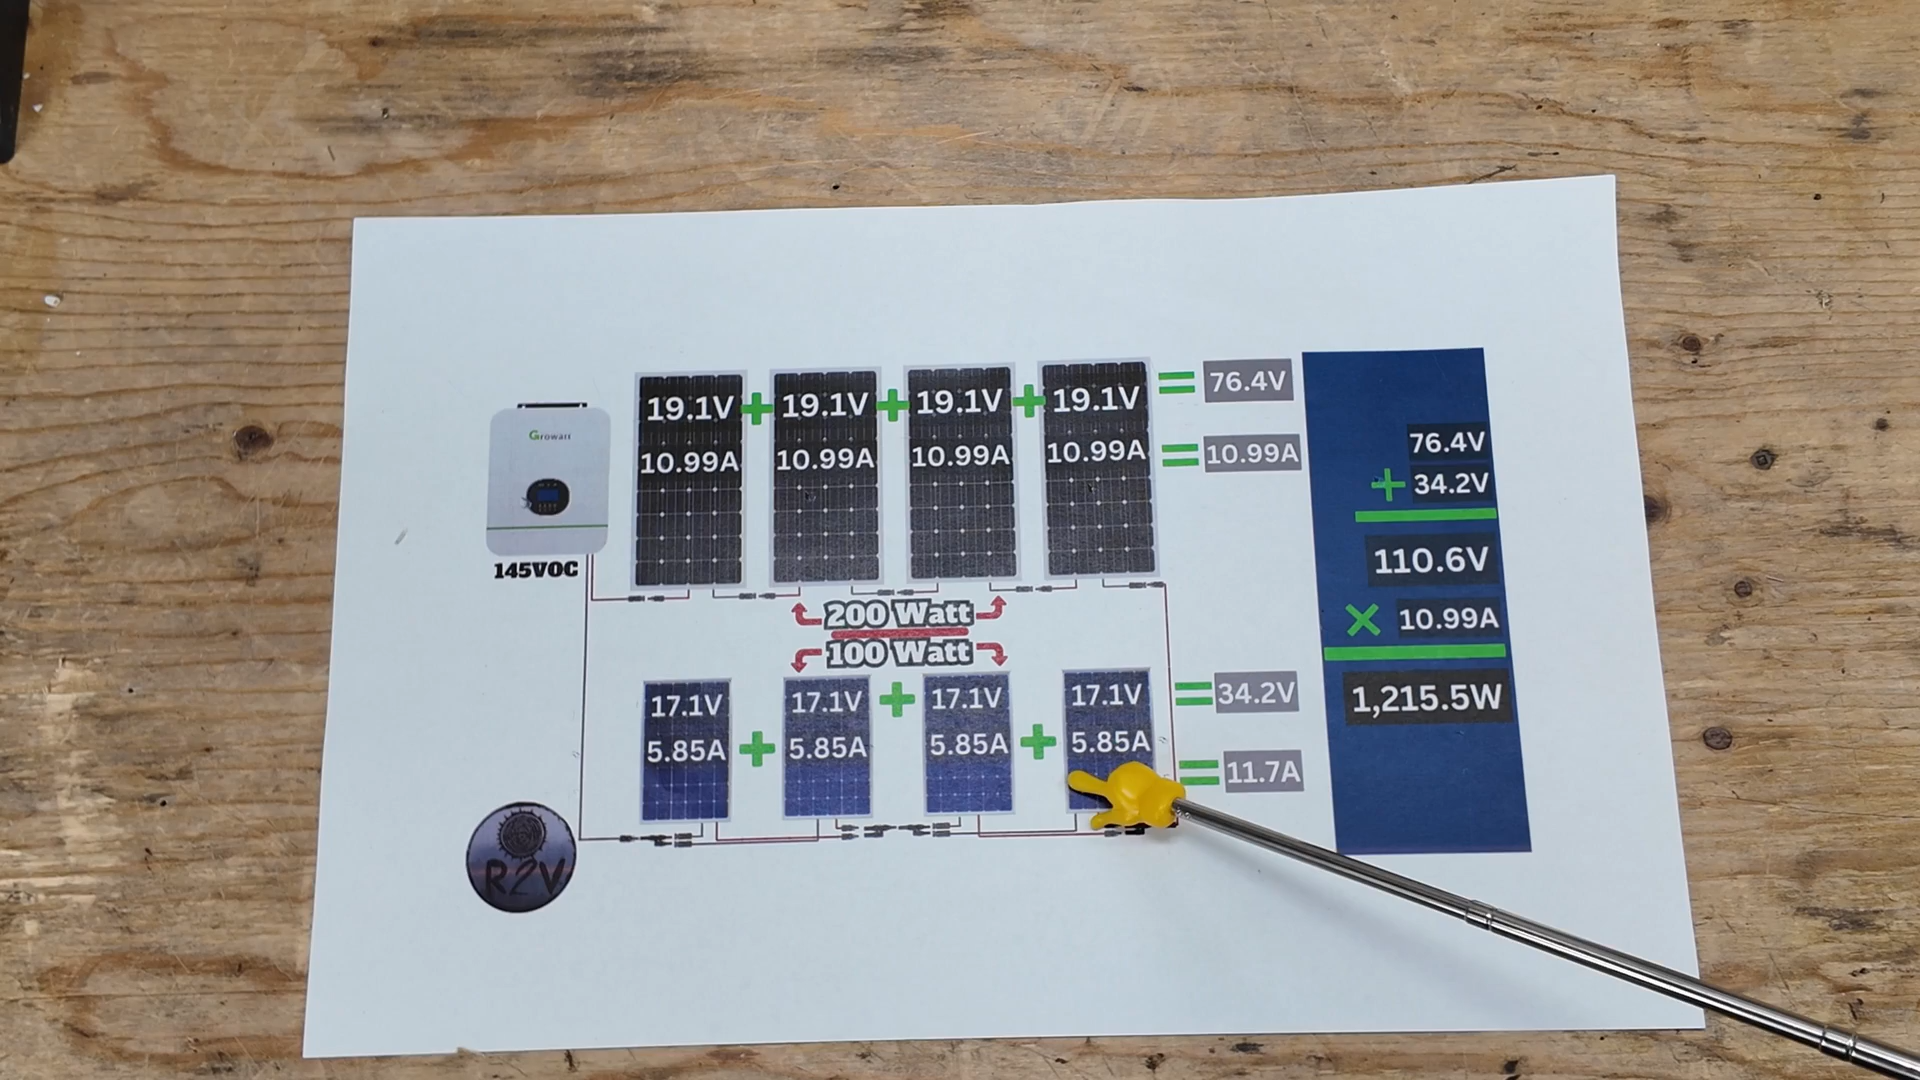 19.1V + 19.1V + 19.1V + 19.1V = 76.4V
10.99A 10.99A 10.99A 10.99A = 10.99A
Growatt
145VOC
200 Watt
100 Watt
17.1V 17.1V + 17.1V 17.1V = 34.2V
5.85A + 5.85A 5.85A + 5.85A = 11.7A
R2V
76.4V
+ 34.2V
110.6V
× 10.99A
1,215.5W